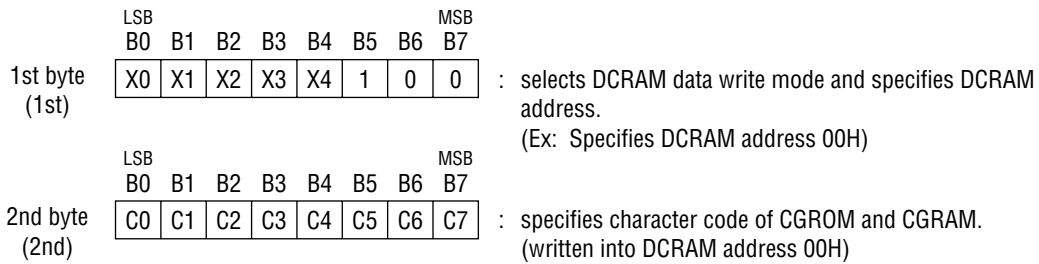 LSB MSB
B0 B1 B2 B3 B4 B5 B6 B7
1st byte X0 X1 X2 X3 X4 1 0 0 : selects DCRAM data write mode and specifies DCRAM
(1st) address.
(Ex: Specifies DCRAM address 00H)
LSB MSB
B0 B1 B2 B3 B4 B5 B6 B7
2nd byte C0 C1 C2 C3 C4 C5 C6 C7 : specifies character code of CGROM and CGRAM.
(2nd) (written into DCRAM address 00H)